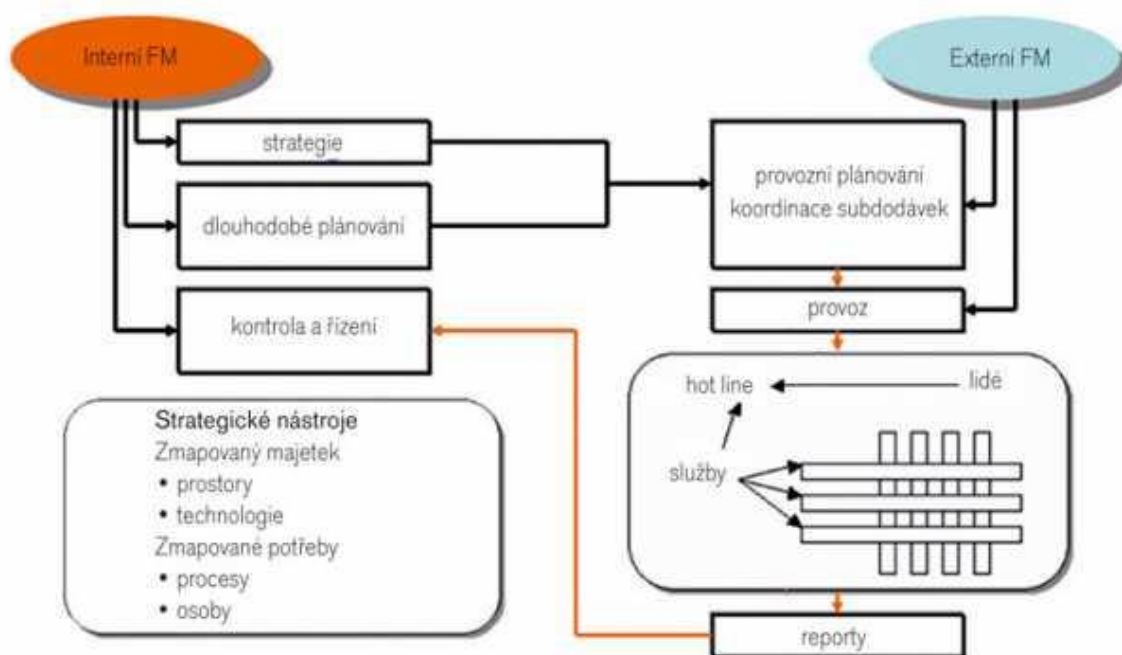 Interní FM
Externí FM
strategie
dlouhodobé plánování
kontrola a řízení
provozní plánování
koordinace subdodávek
provoz
hot line
lidé
služby
Strategické nástroje
Zmapovaný majetek
• prostory
• technologie
Zmapované potřeby
• procesy
• osoby
reporty